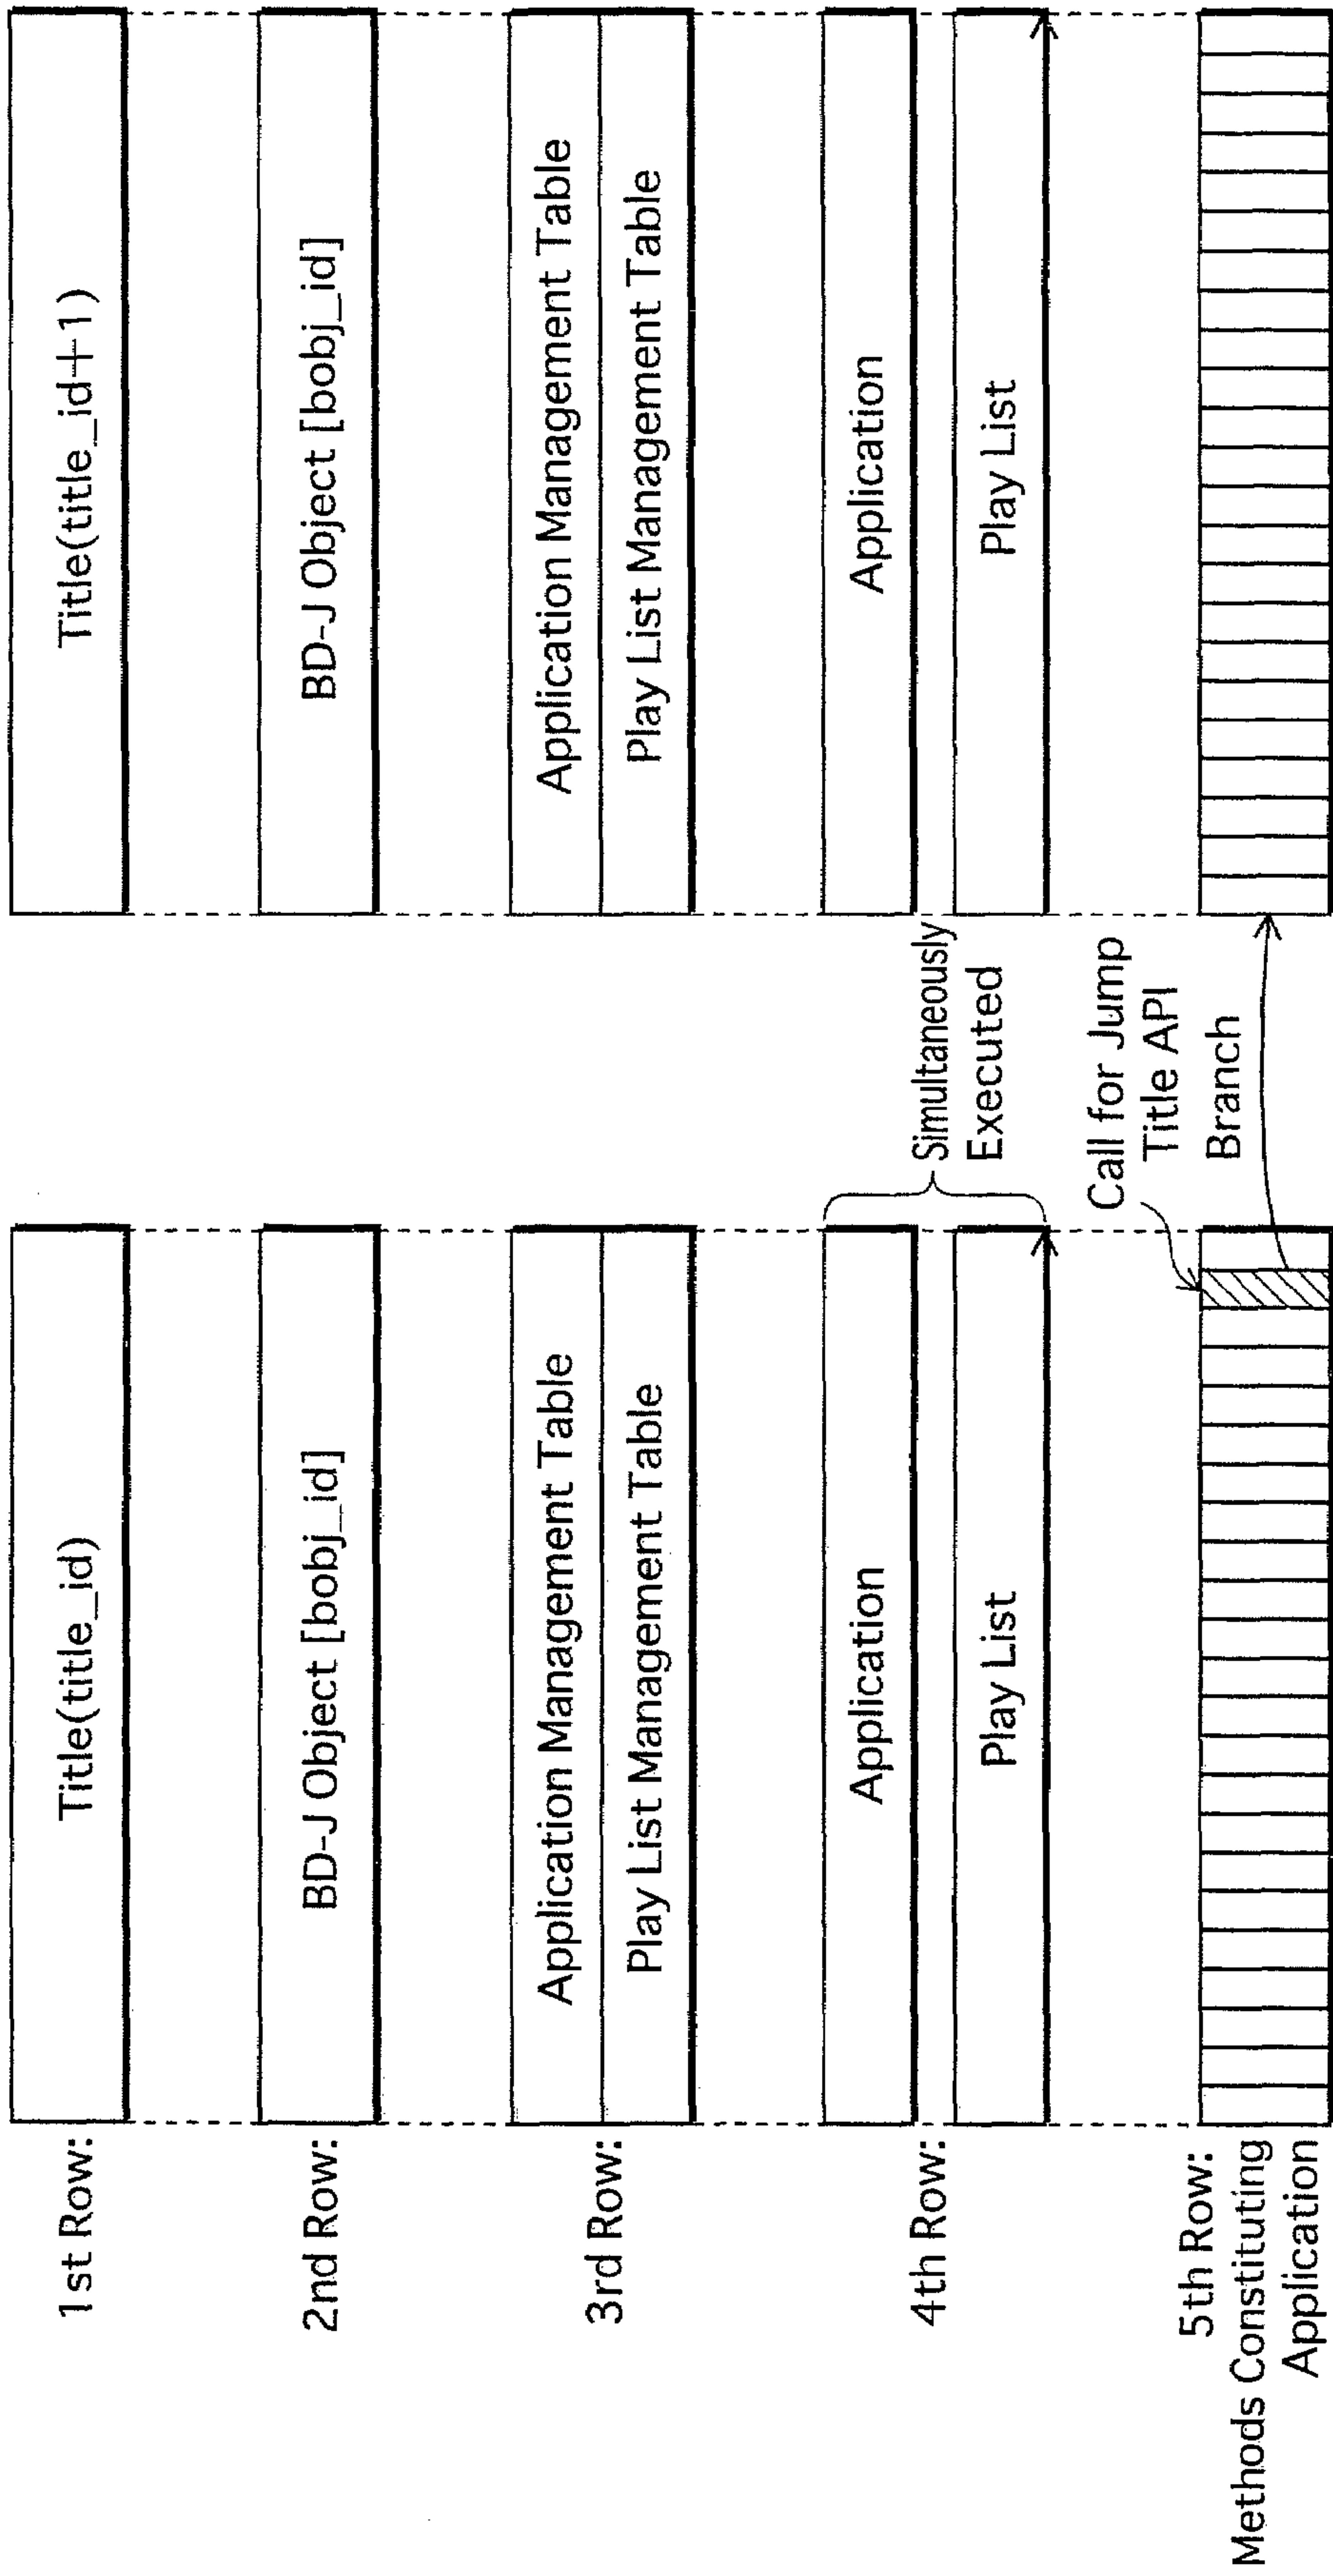 1st Row:
Title(title_id)
Title(title_id+1)
2nd Row:
BD-J Object [bobj_id]
BD-J Object [bobj_id]
3rd Row:
Application Management Table
Play List Management Table
Application Management Table
Play List Management Table
4th Row:
Application
Play List
Simultaneously
Executed
Application
Play List
5th Row:
Methods Constituting
Application
Call for Jump
Title API
Branch